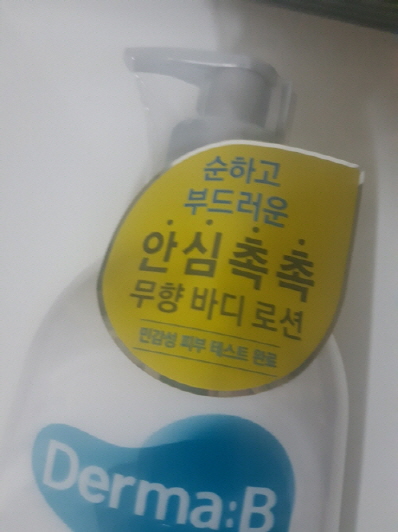 순하고
부드러운
안심촉촉
무향 바디 로션
민감성 피부 테스트 완료
Derma:B